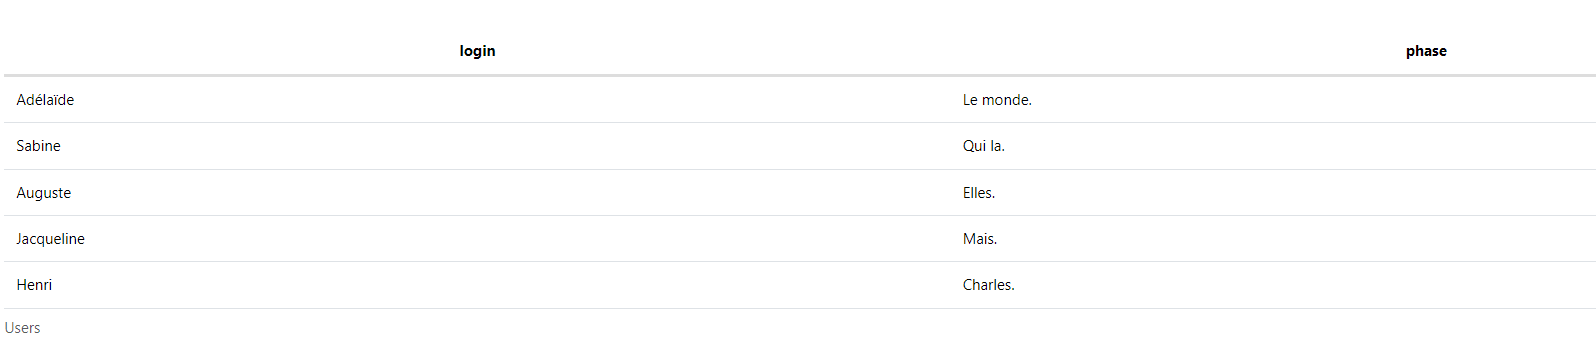 login phase
Adélaïde Le monde.
Sabine Qui la.
Auguste Elles.
Jacqueline Mais.
Henri Charles.
Users